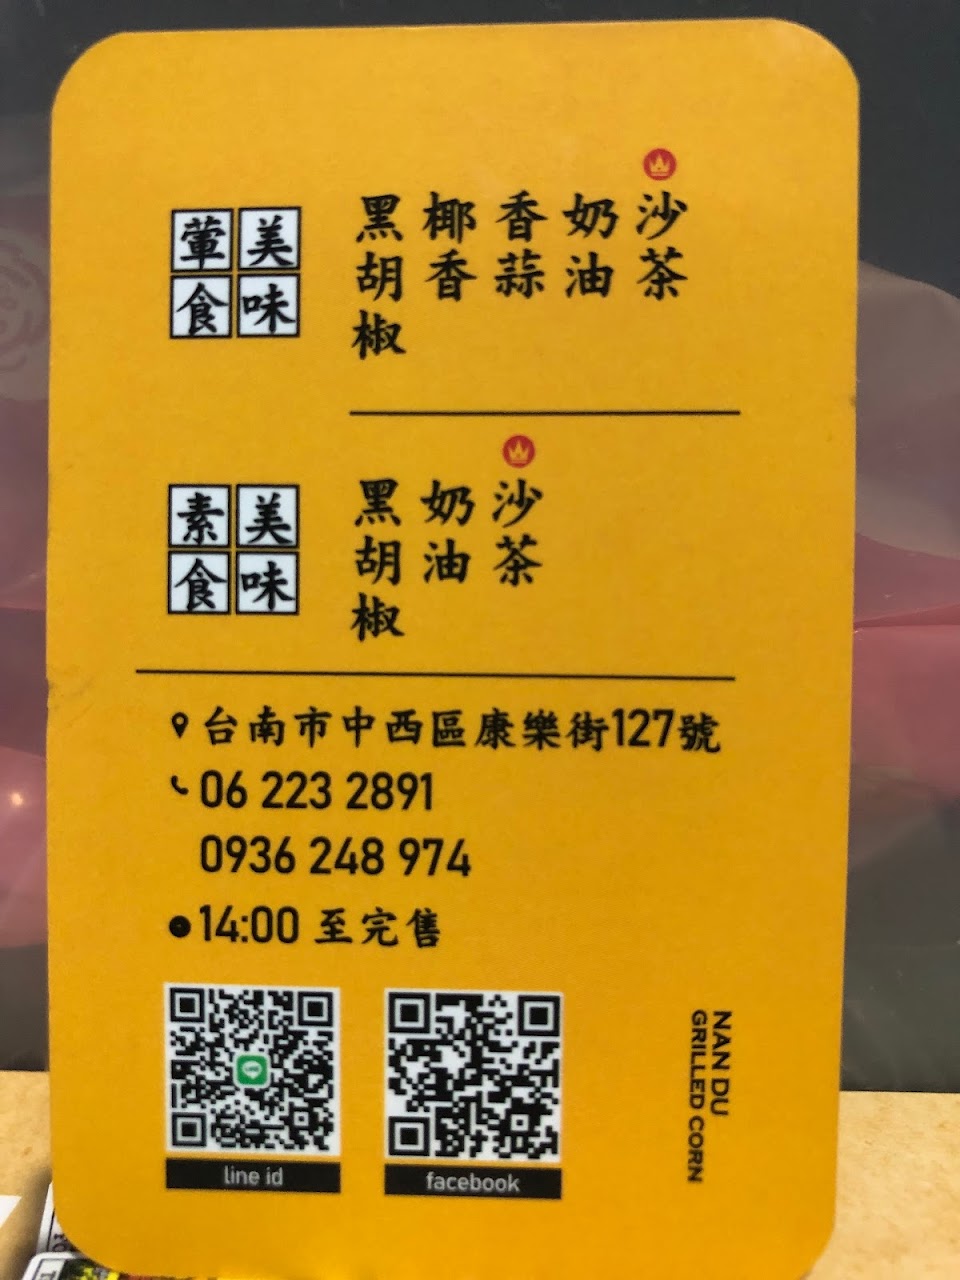 美味葷食
沙茶
奶油
香蒜
椰香
黑胡椒
美味素食
沙茶
奶油
黑胡椒
台南市中西區康樂街127號
06 223 2891
0936 248 974
14:00 至完售
line id
facebook
NAN DU
GRILLED CORN